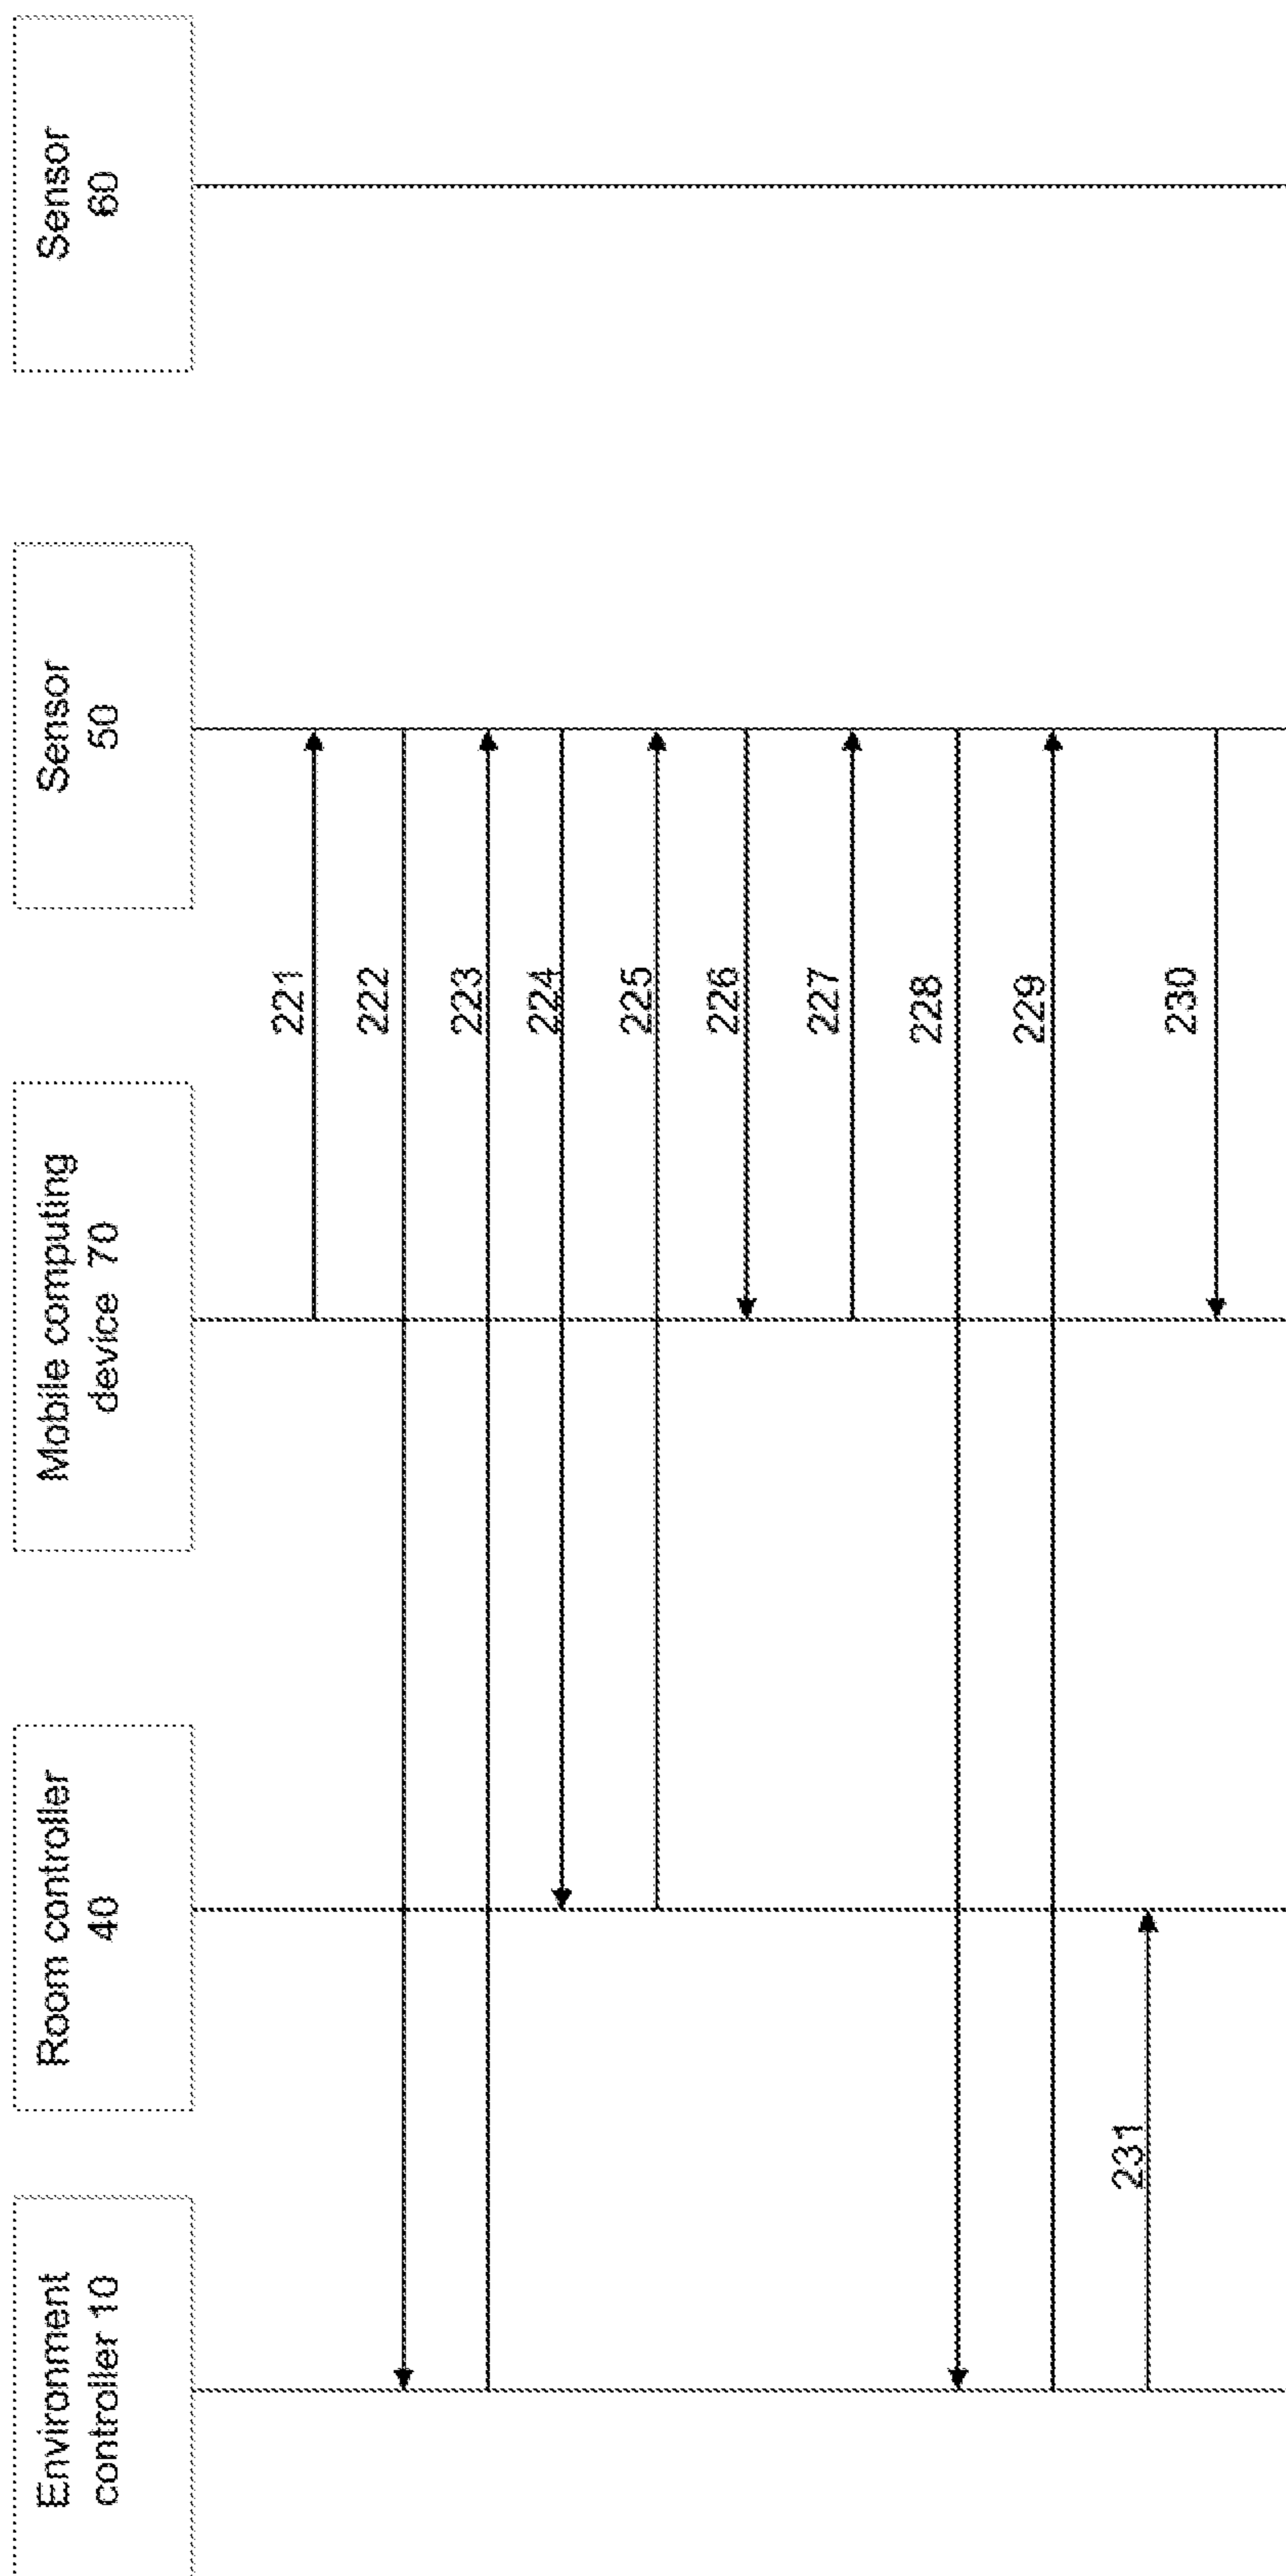 Environment
controller 10
Room controller
40
Mobile computing
device 70
Sensor
50
Sensor
60
221
222
223
224
225
226
227
228
229
231
230